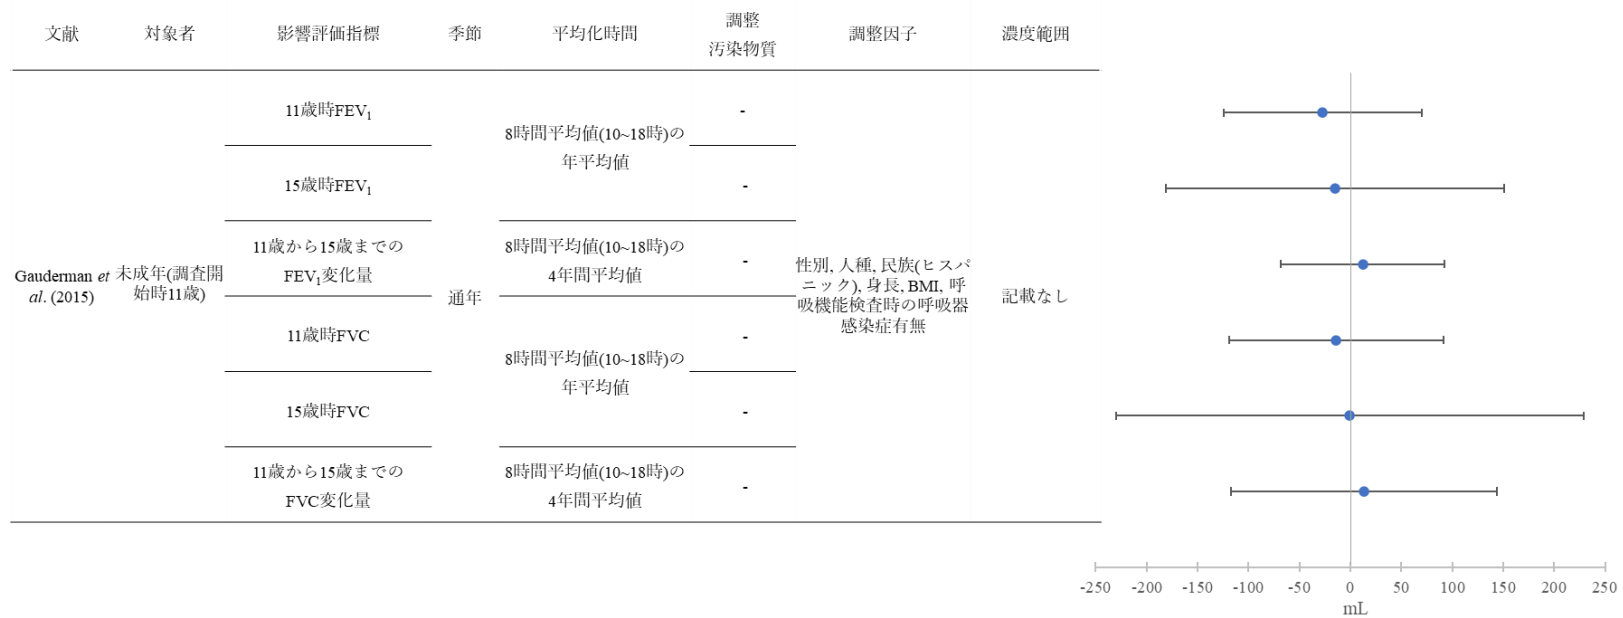 文献
対象者
影響評価指標
季節
平均化時間
調整
汚染物質
調整因子
濃度範囲
Gauderman et
al. (2015)
未成年(調査開
始時11歳)
11歳時FEV₁
15歳時FEV₁
11歳から15歳までの
FEV₁変化量
11歳時FVC
15歳時FVC
11歳から15歳までの
FVC変化量
通年
8時間平均値(10~18時)の
年平均値
8時間平均値(10~18時)の
4年間平均値
8時間平均値(10~18時)の
年平均値
8時間平均値(10~18時)の
4年間平均値
-
-
-
-
-
-
性別, 人種, 民族(ヒスパ
ニック), 身長, BMI, 呼
吸機能検査時の呼吸器
感染症有無
記載なし
-250 -200 -150 -100 -50 0 50 100 150 200 250
mL